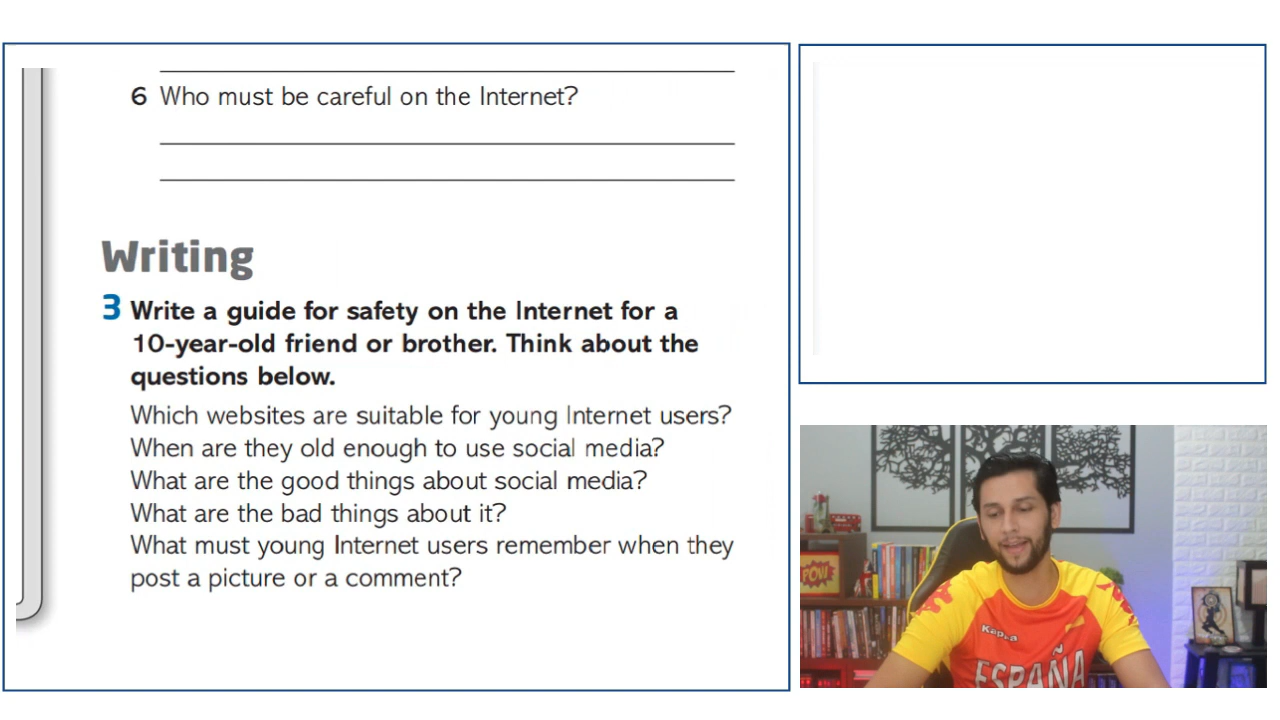 6 Who must be careful on the Internet?
Writing
3 Write a guide for safety on the Internet for a
10-year-old friend or brother. Think about the
questions below.
Which websites are suitable for young Internet users?
When are they old enough to use social media?
What are the good things about social media?
What are the bad things about it?
What must young Internet users remember when they
post a picture or a comment?
POW
Kappa
ESPAÑA